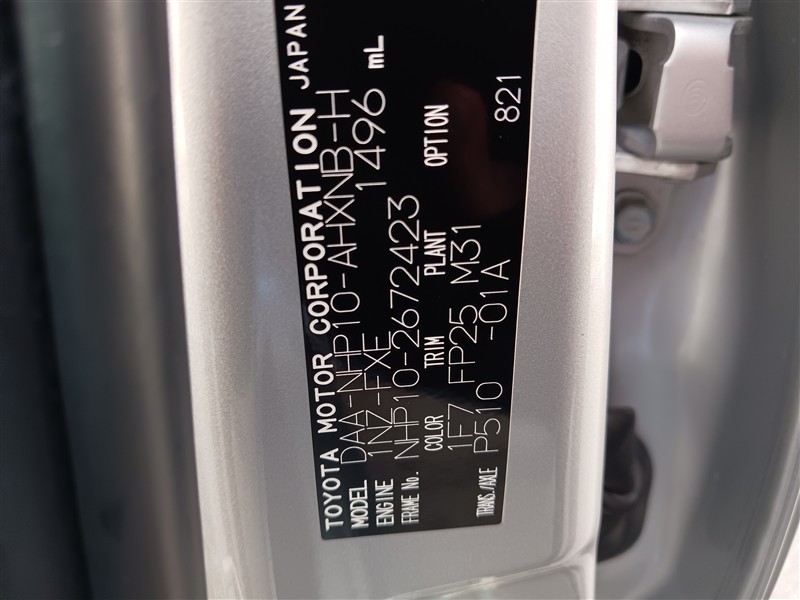 TOYOTA MOTOR CORPORATION JAPAN
MODEL DAA-NHP10-AHXNB-H
ENGINE 1NZ-FXE 1496 mL
FRAME No. NHP10-2672423
COLOR TRIM PLANT OPTION
1F7 FP25 M31 821
TRANS./AXLE P510 -01A